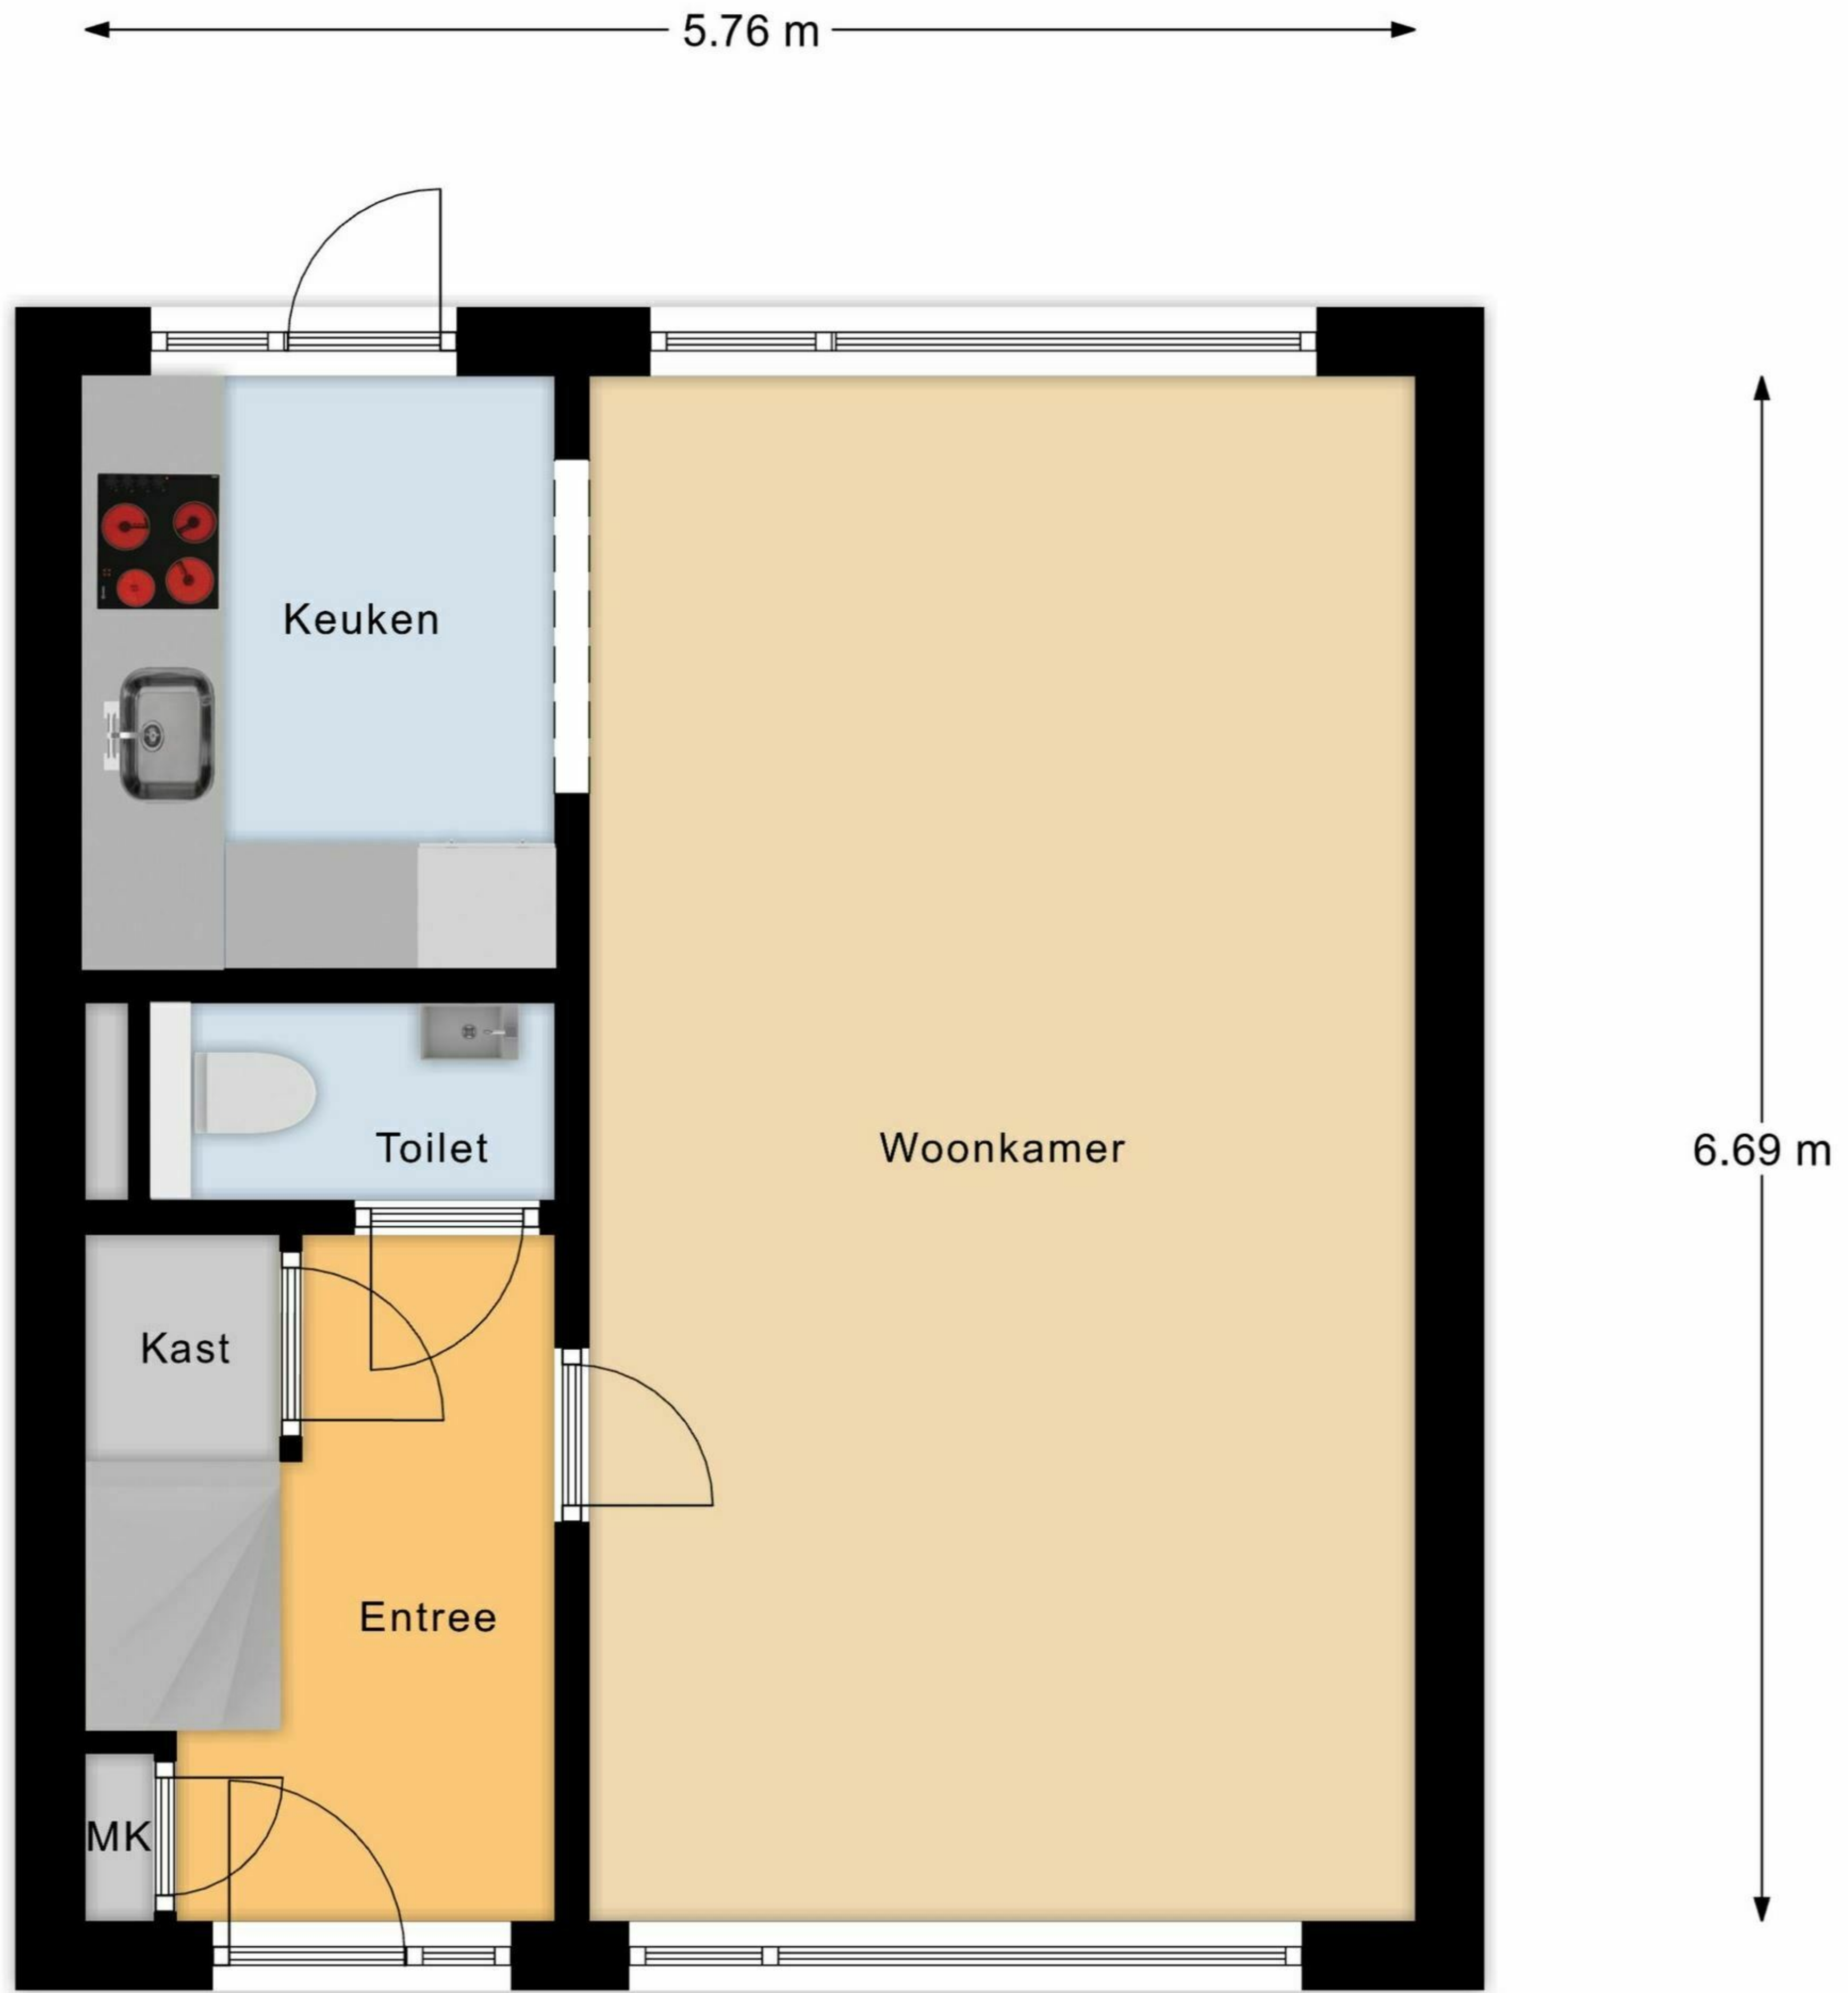 5.76 m
Keuken
Toilet
Woonkamer
6.69 m
Kast
Entree
MK